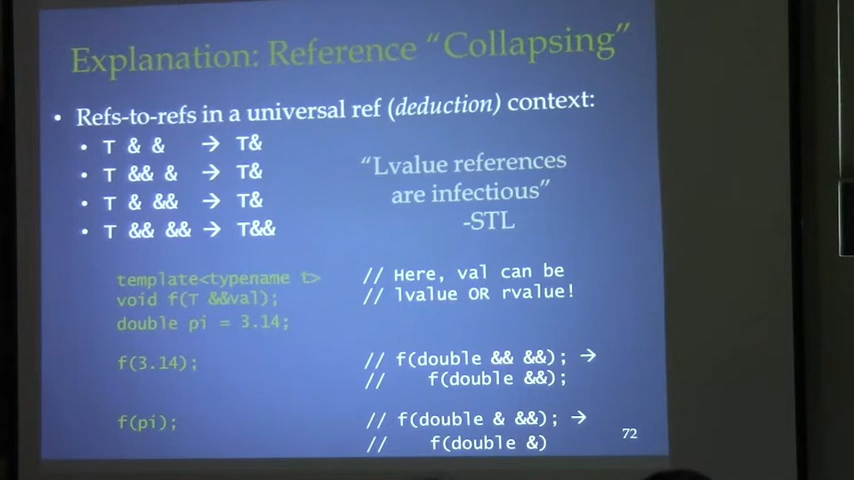 Explanation: Reference “Collapsing”
• Refs-to-refs in a universal ref (deduction) context:
• T & & → T&
• T && & → T&
• T & && → T&
• T && && → T&&
“Lvalue references
are infectious”
-STL
template<typename t> // Here, val can be
void f(T &&val); // lvalue OR rvalue!
double pi = 3.14;
f(3.14); // f(double && &&); →
// f(double &&);
f(pi); // f(double & &&); →
// f(double &)
72